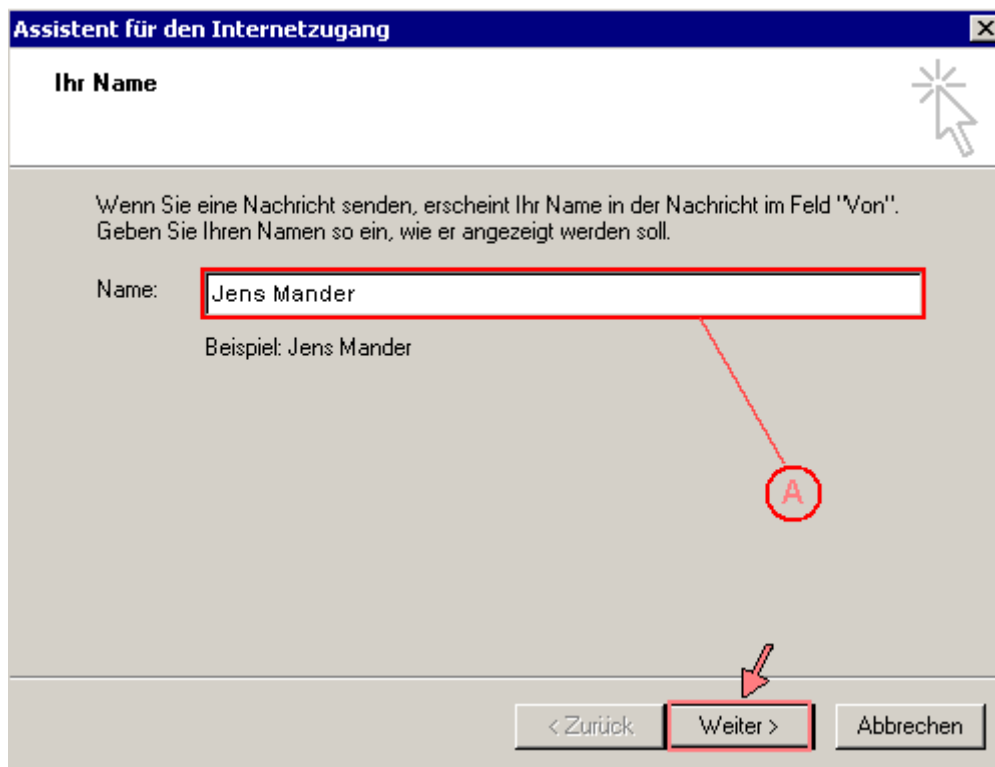 Assistent für den Internetzugang
Ihr Name
Wenn Sie eine Nachricht senden, erscheint Ihr Name in der Nachricht im Feld "Von".
Geben Sie Ihren Namen so ein, wie er angezeigt werden soll.
Name: Jens Mander
Beispiel: Jens Mander
A
< Zurück Weiter > Abbrechen